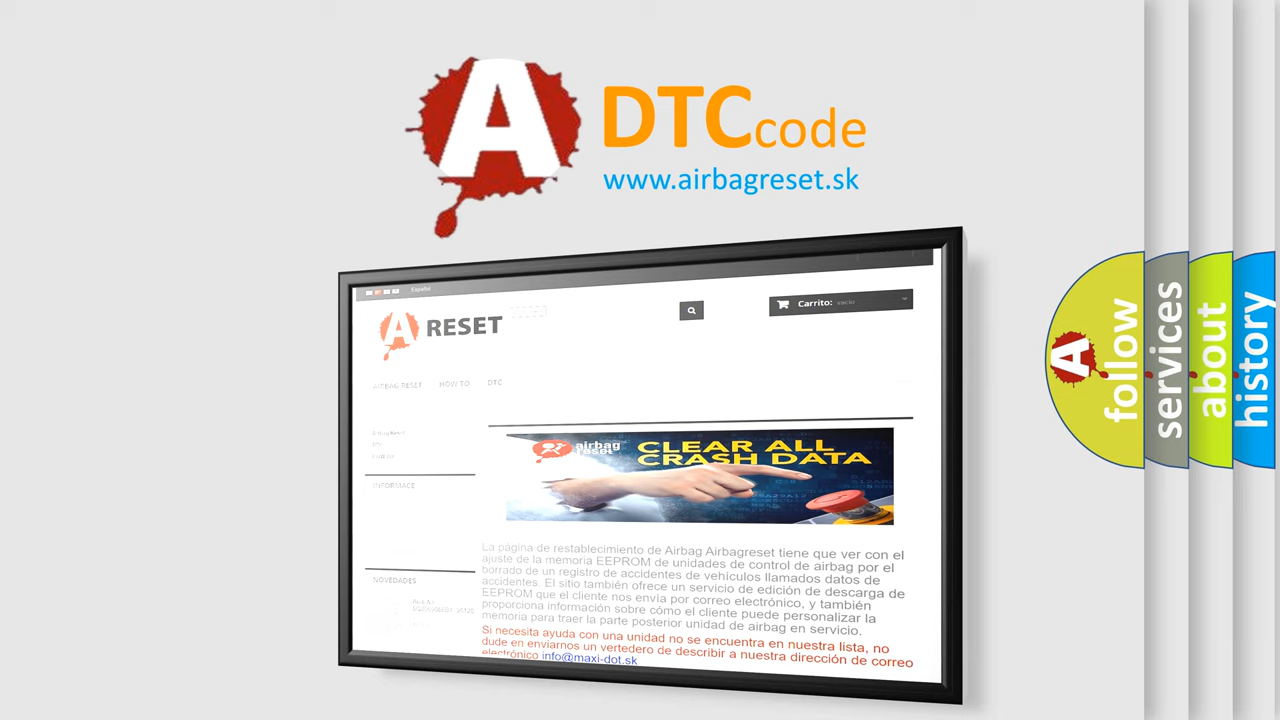 A DTCcode
www.airbagreset.sk
Español
A RESET
Carrito: vacío
AIRBAG RESET HOW TO DTC
INFORMACE
NOVEDADES
airbag
reset
CLEAR ALL
CRASH DATA
La página de restablecimiento de Airbag Airbagreset tiene que ver con el
ajuste de la memoria EEPROM de unidades de control de airbag por el
borrado de un registro de accidentes de vehículos llamados datos de
accidentes. El sitio también ofrece un servicio de edición de descarga de
EEPROM que el cliente nos envía por correo electrónico, y también
proporciona información sobre cómo el cliente puede personalizar la
memoria para traer la parte posterior unidad de airbag en servicio.
Si necesita ayuda con una unidad no se encuentra en nuestra lista, no
dude en enviarnos un vertedero de describir a nuestra dirección de correo
electrónico info@maxi-dot.sk
A follow
services
about
history